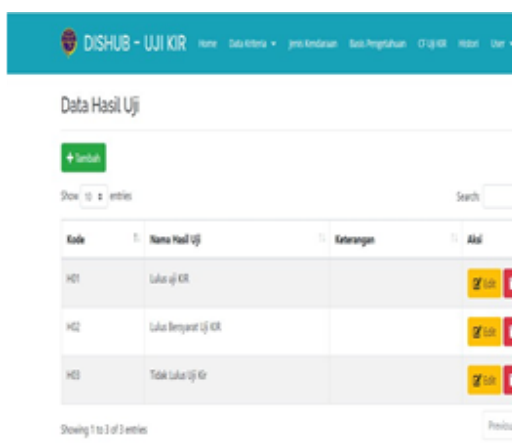 DISHUB - UJI KIR Home Data Kriteria Jenis Kendaraan Basis Pengetahuan CF Uji KIR Histori User
Data Hasil Uji
+ Tambah
Show 10 entries Search:
Kode Nama Hasil Uji Keterangan Aksi
H01 Lulus uji KIR Edit
H02 Lulus Bersyarat Uji KIR Edit
H03 Tidak Lulus Uji Kir Edit
Showing 1 to 3 of 3 entries Previou